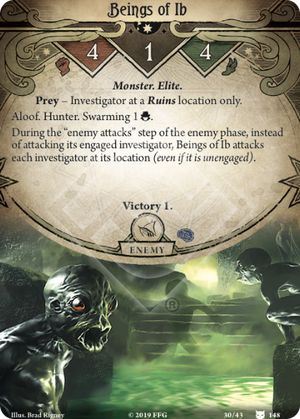 Beings of Ib
4 1 4
Monster. Elite.
Prey – Investigator at a Ruins location only.
Aloof. Hunter. Swarming 1.
During the "enemy attacks" step of the enemy phase, instead
of attacking its engaged investigator, Beings of Ib attacks
each investigator at its location (even if it is unengaged).
Victory 1.
ENEMY
Illus. Brad Rigney
© 2019 FFG
30/43
148